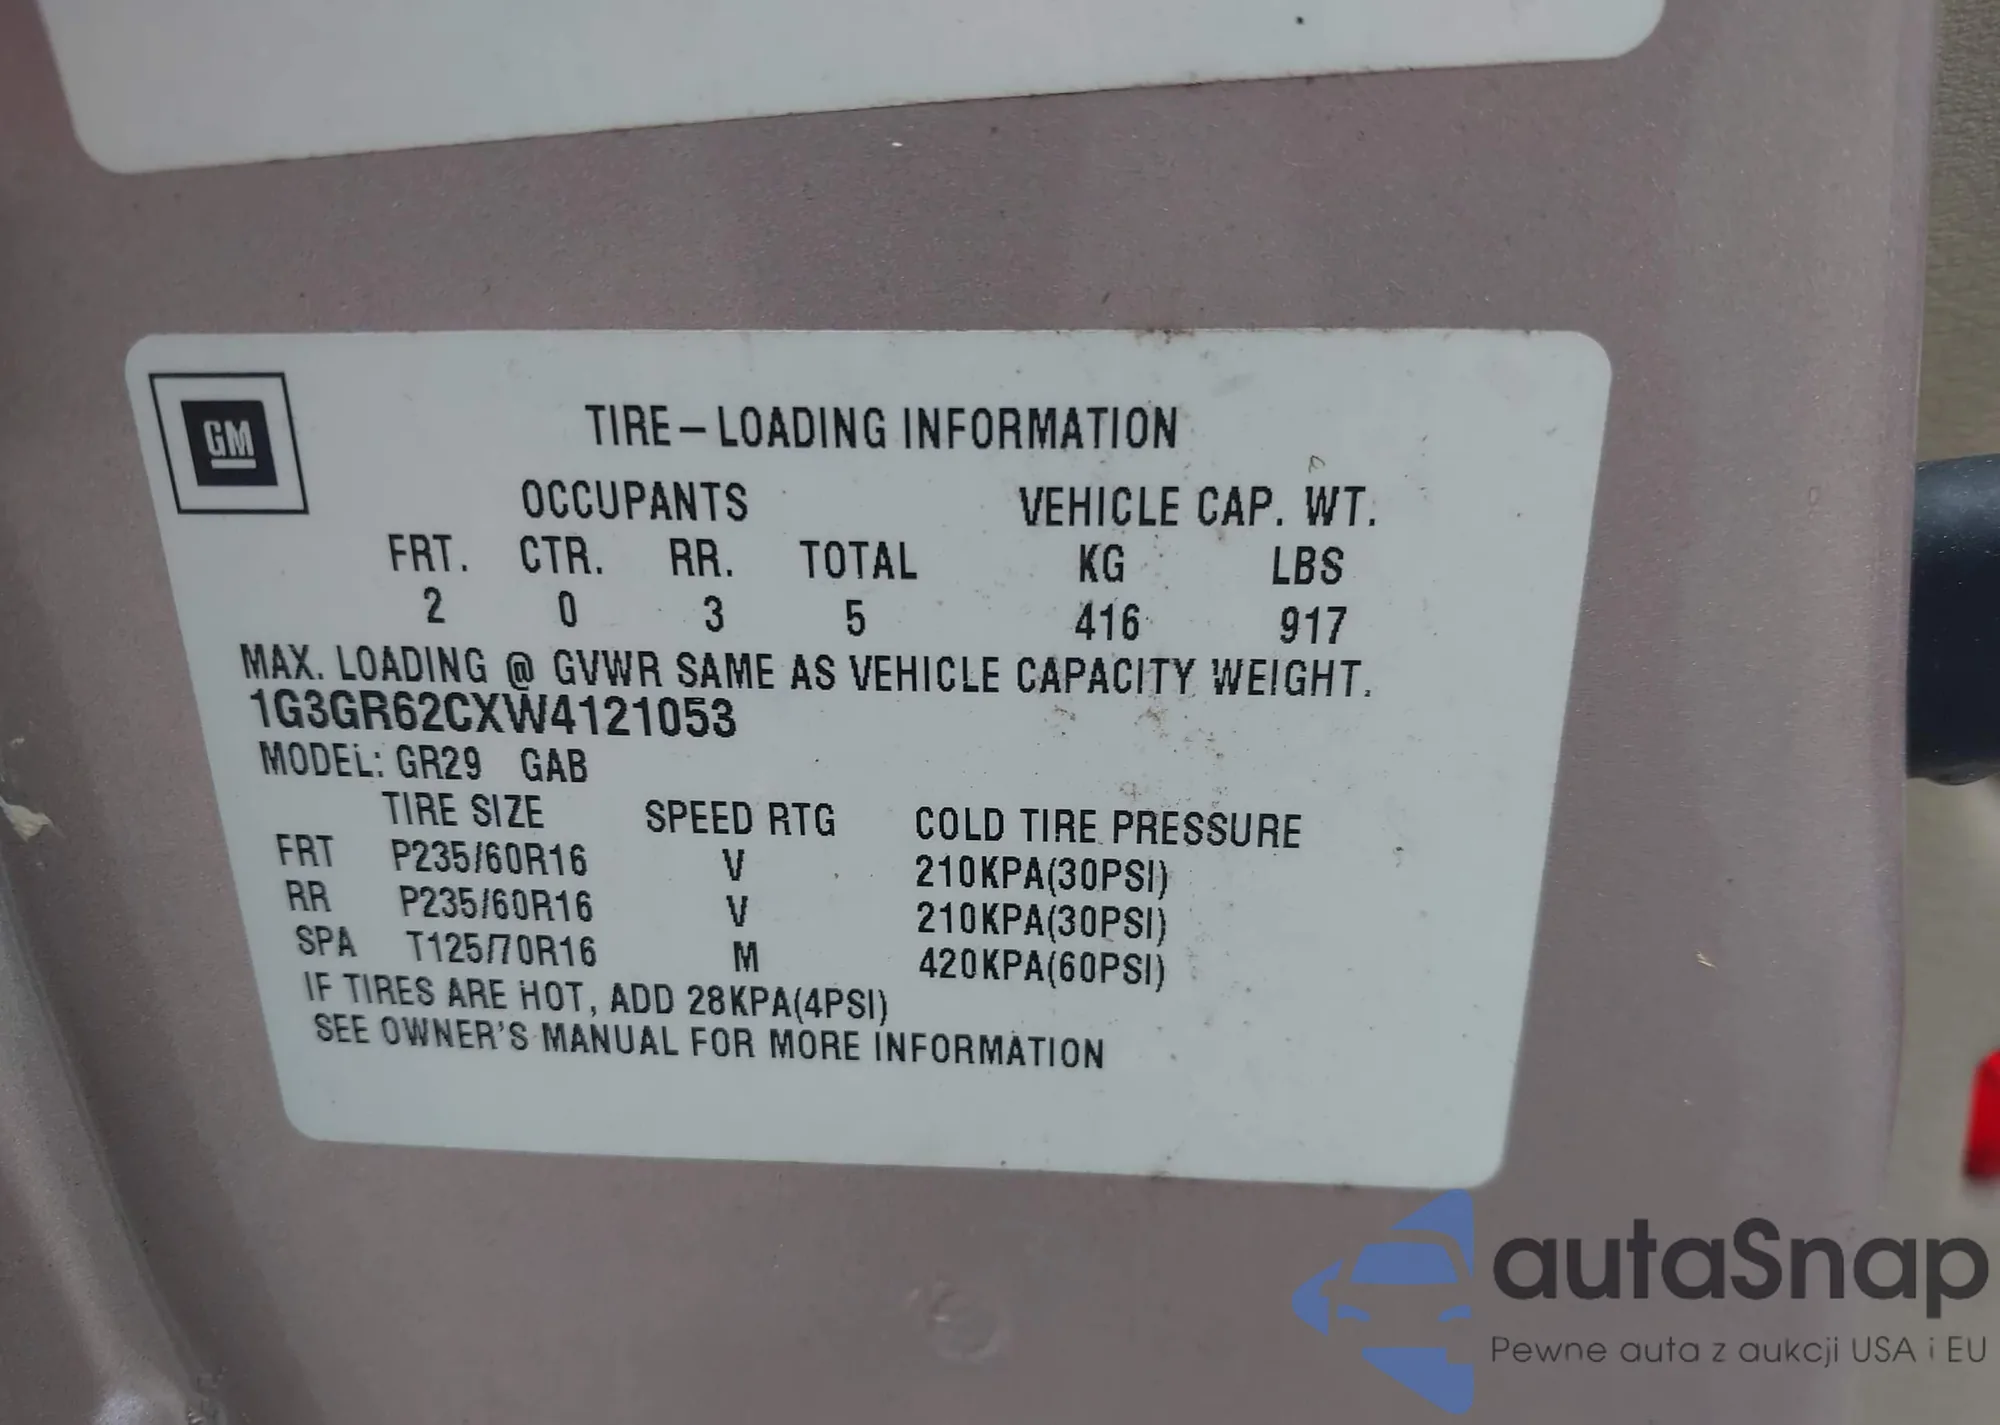 GM
TIRE-LOADING INFORMATION
OCCUPANTS VEHICLE CAP. WT.
FRT. CTR. RR. TOTAL KG LBS
2 0 3 5 416 917
MAX. LOADING @ GVWR SAME AS VEHICLE CAPACITY WEIGHT.
1G3GR62CXW4121053
MODEL: GR29 GAB
TIRE SIZE SPEED RTG COLD TIRE PRESSURE
FRT P235/60R16 V 210KPA(30PSI)
RR P235/60R16 V 210KPA(30PSI)
SPA T125/70R16 M 420KPA(60PSI)
IF TIRES ARE HOT, ADD 28KPA(4PSI)
SEE OWNER'S MANUAL FOR MORE INFORMATION
autaSnap
Pewne auta z aukcji USA i EU